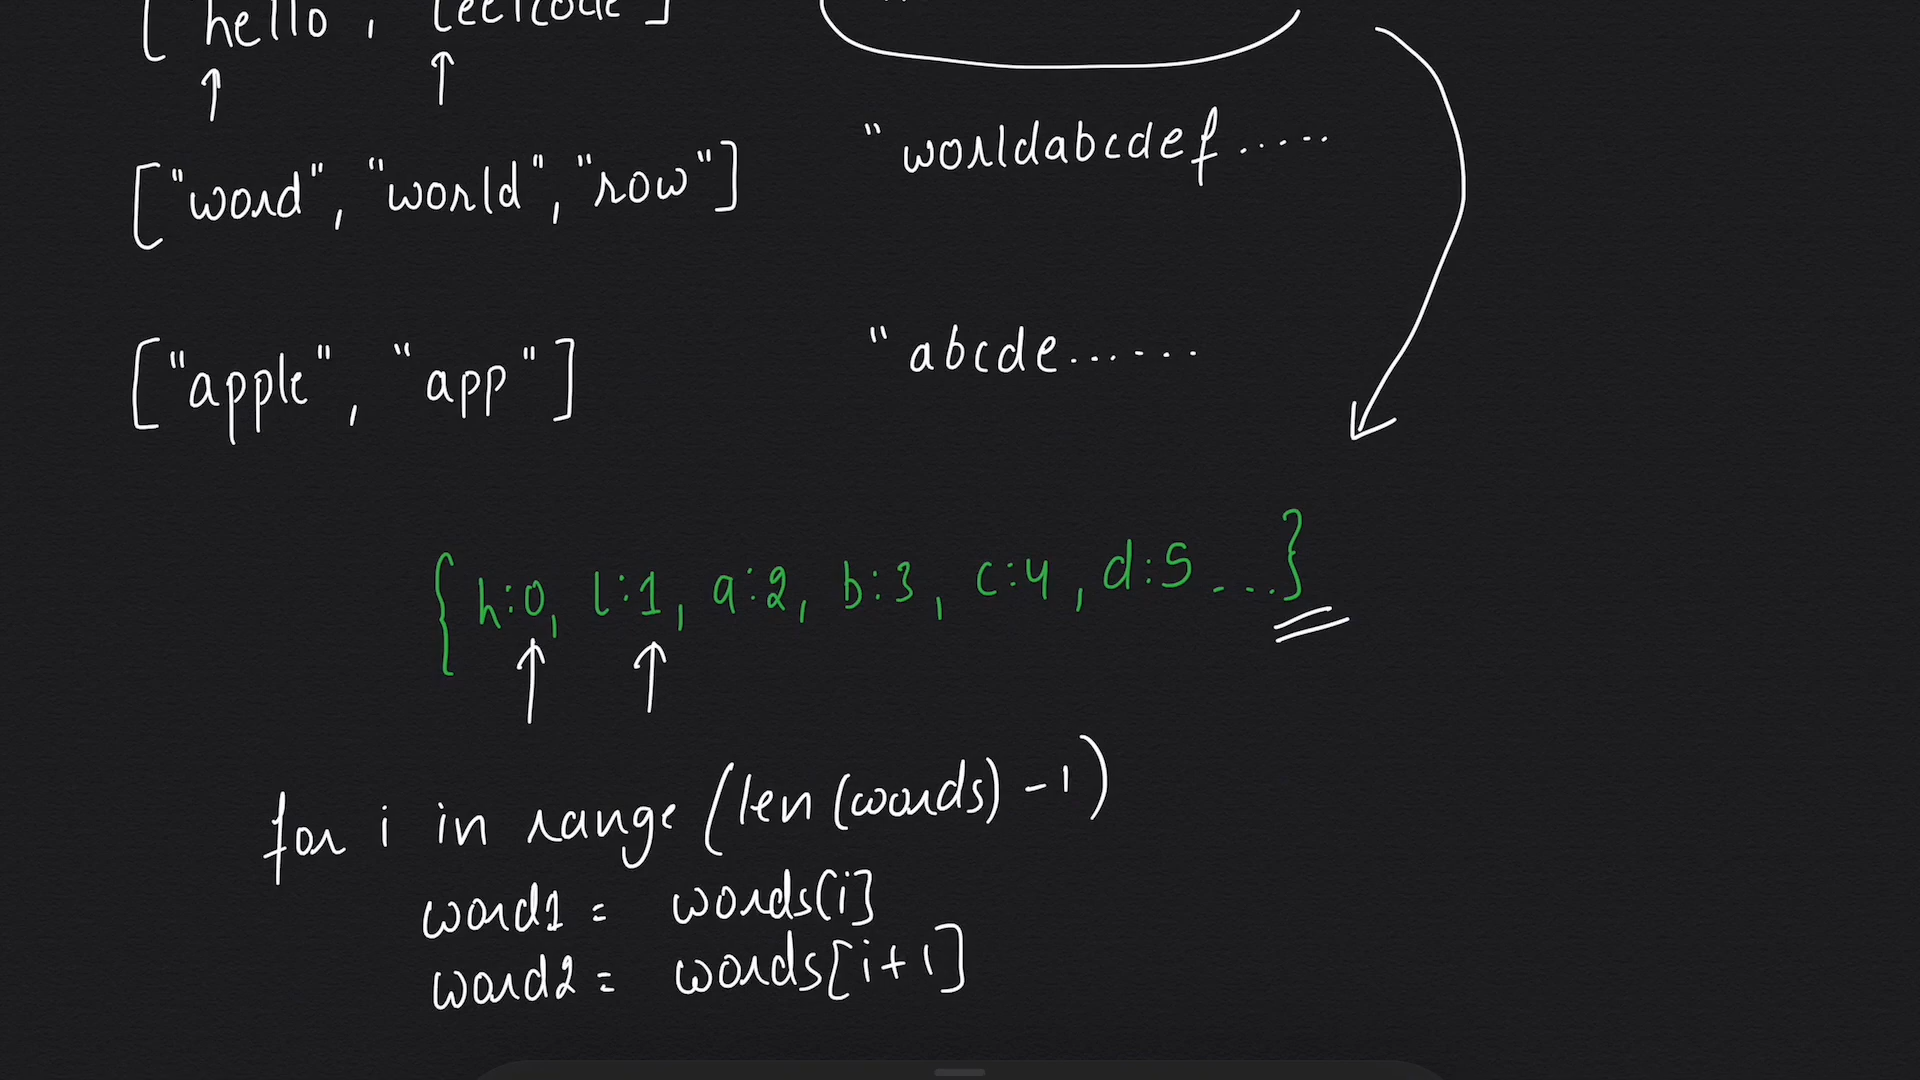 ["hello", leetcode"]
["word", "world", "row"] "worldabcdef.....
["apple", "app"] "abcde......
{h:0, l:1, a:2, b:3, c:4, d:5 ...}
for i in range (len(words) - 1)
word1 = words[i]
word2 = words[i+1]